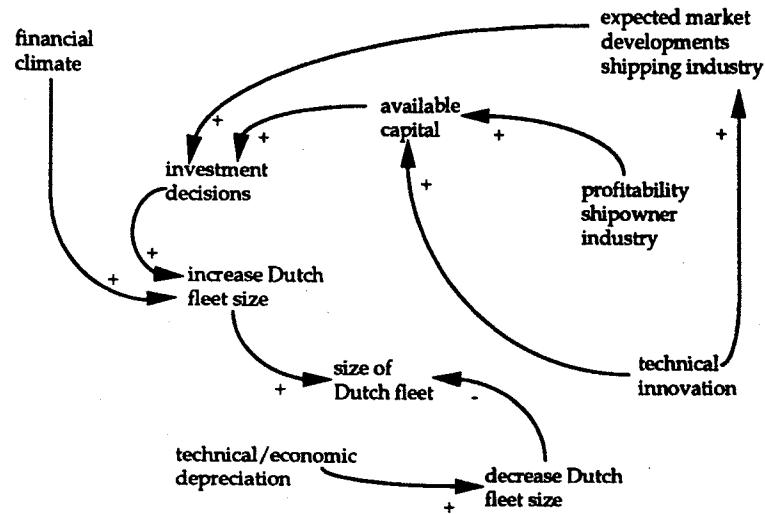 financial
climate
expected market
developments
shipping industry
+
+
available
capital
+
+
investment
decisions
+
profitability
shipowner
industry
+
+
increase Dutch
fleet size
size of
Dutch fleet
+
-
technical
innovation
technical/economic
depreciation
decrease Dutch
fleet size
+